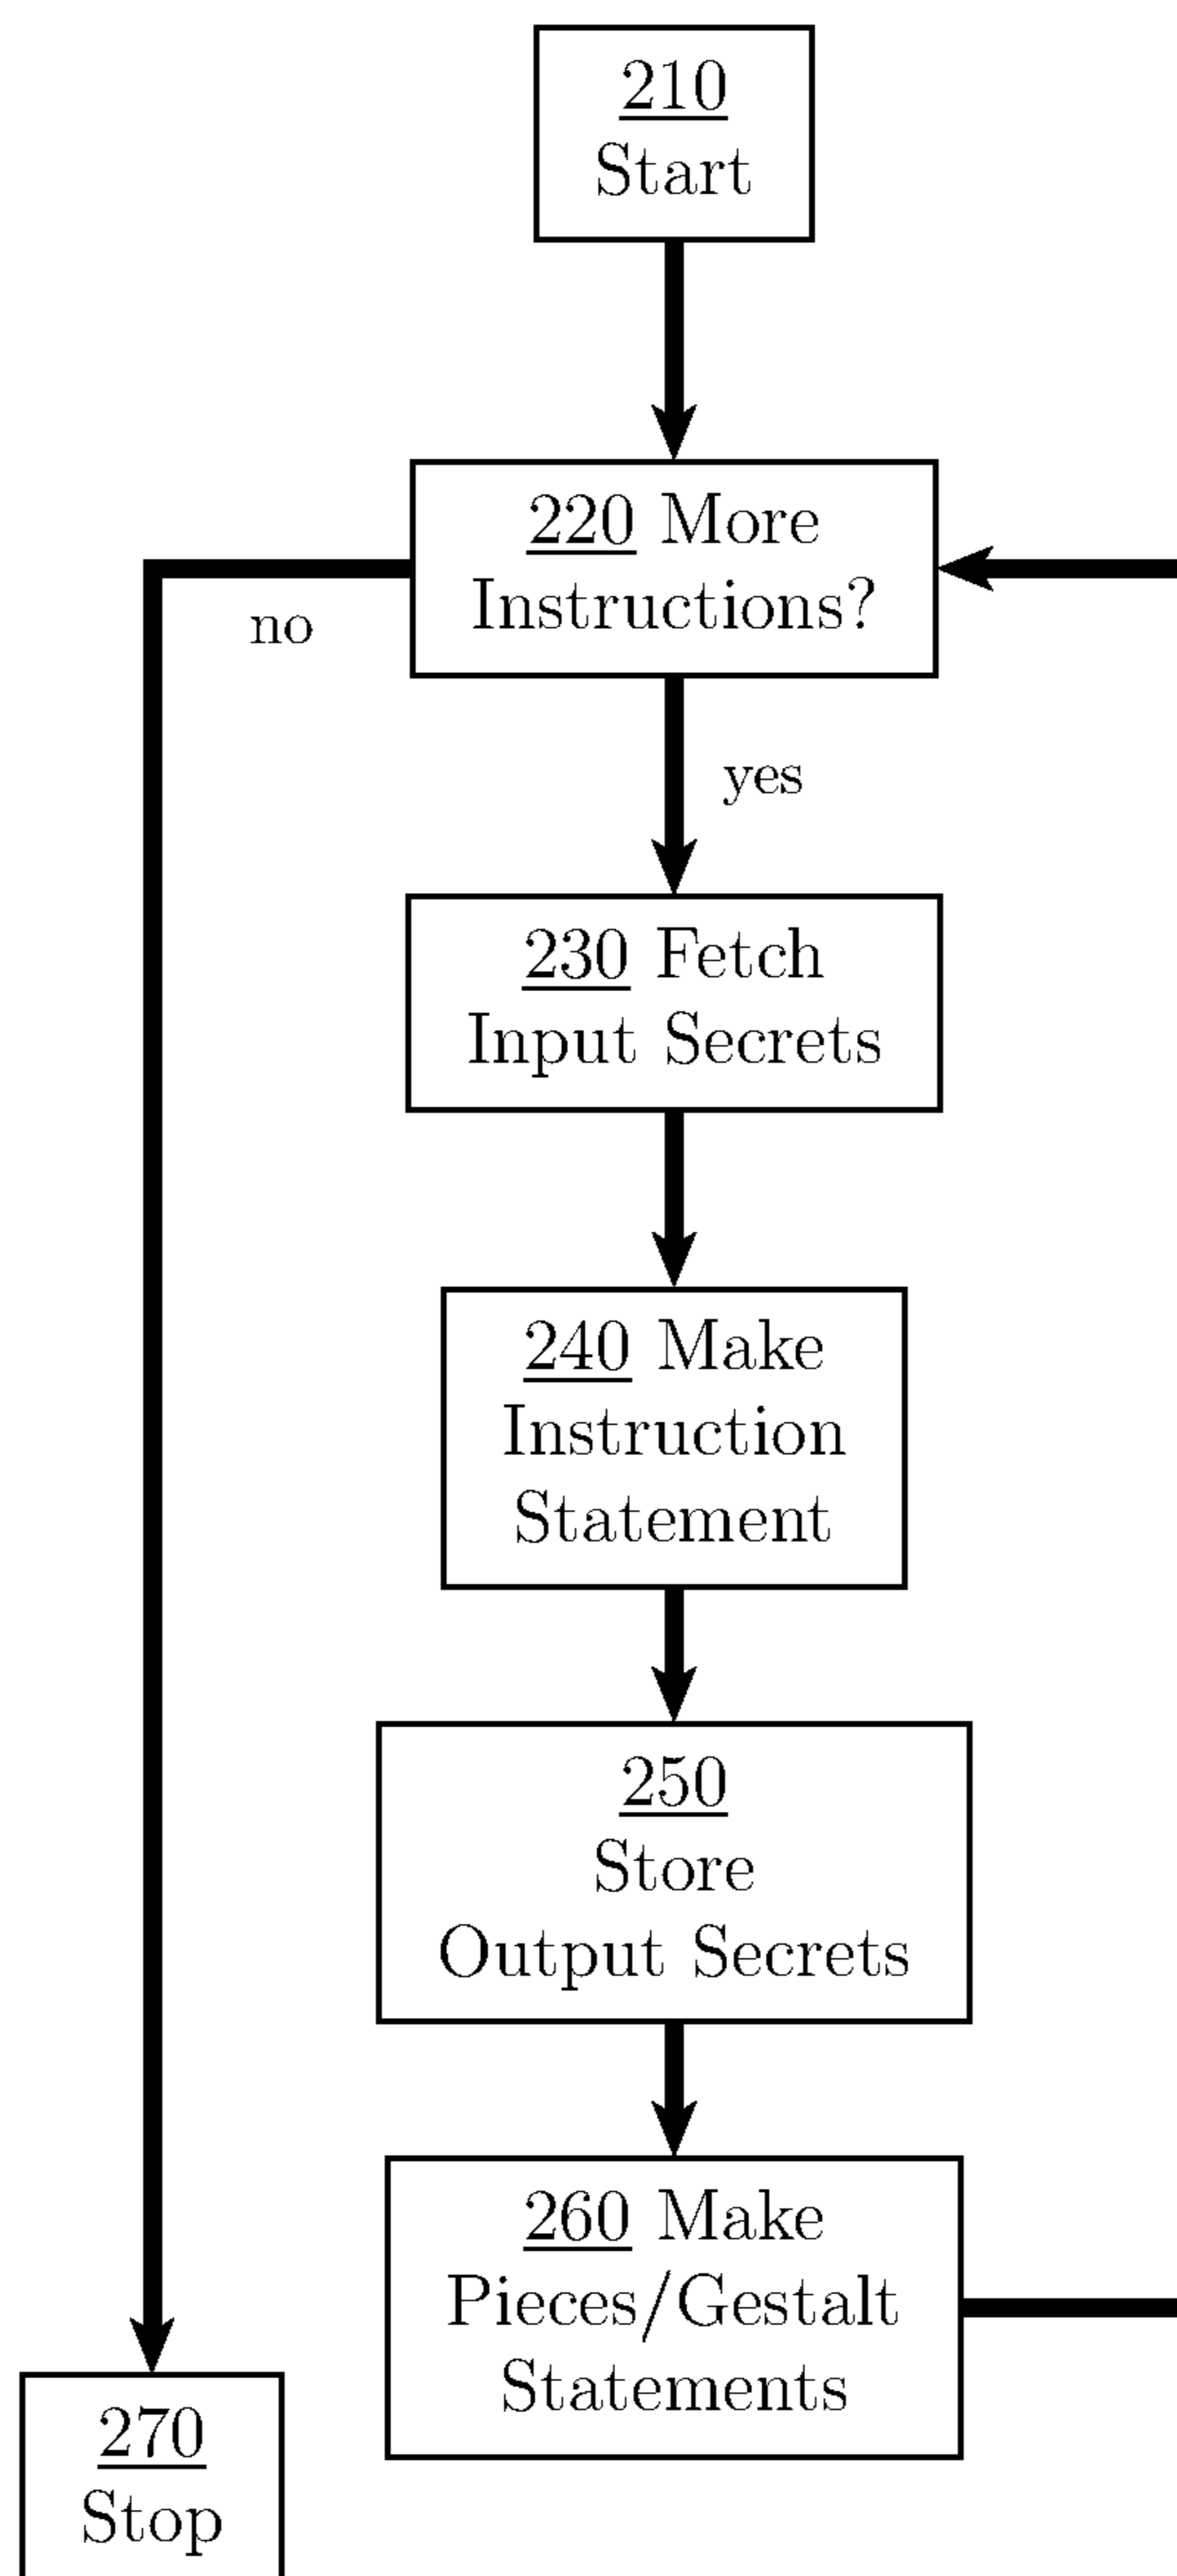 210
Start
220 More
Instructions?
no
yes
230 Fetch
Input Secrets
240 Make
Instruction
Statement
250
Store
Output Secrets
260 Make
Pieces/Gestalt
Statements
270
Stop